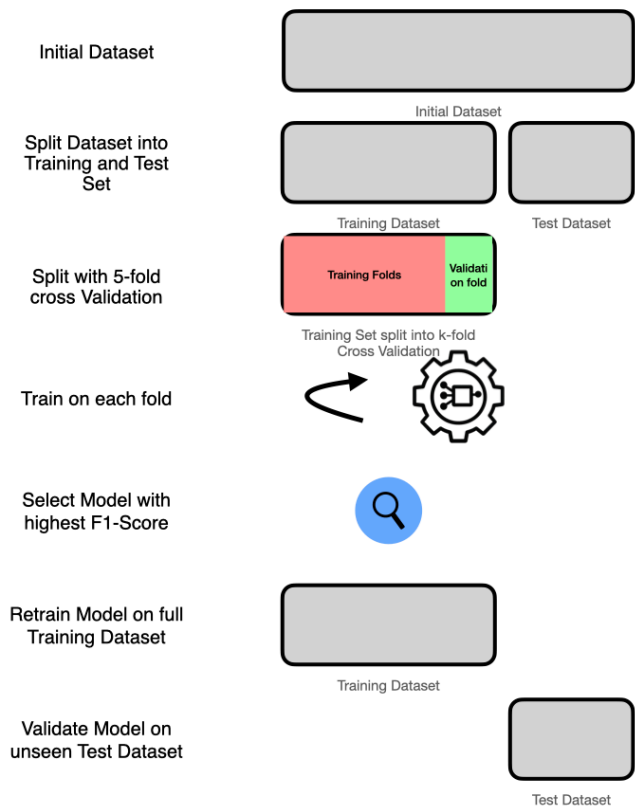 Initial Dataset
Initial Dataset
Split Dataset into
Training and Test
Set
Training Dataset
Test Dataset
Split with 5-fold
cross Validation
Training Folds
Validati
on fold
Training Set split into k-fold
Cross Validation
Train on each fold
Select Model with
highest F1-Score
Retrain Model on full
Training Dataset
Training Dataset
Validate Model on
unseen Test Dataset
Test Dataset